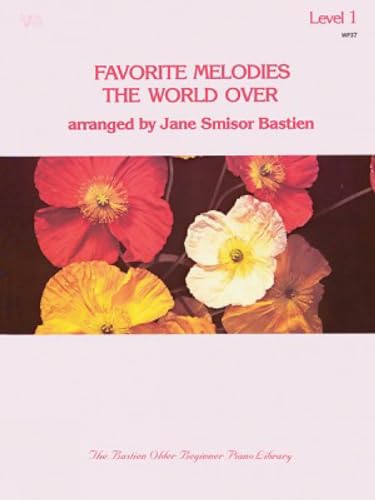 Level 1
WP37
FAVORITE MELODIES
THE WORLD OVER
arranged by Jane Smisor Bastien
The Bastien Older Beginner Piano Library